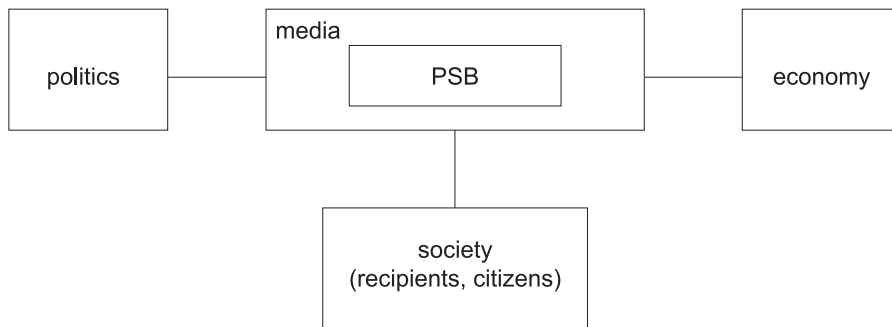 media
politics
PSB
economy
society
(recipients, citizens)